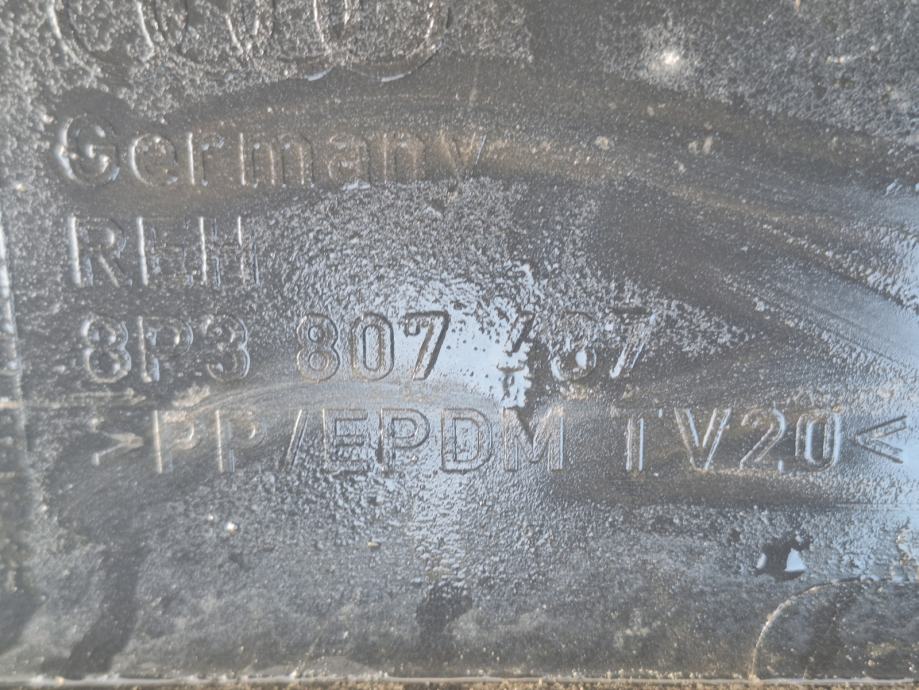 Germany
REH
8P3 807
>PP/EPDM TV20<